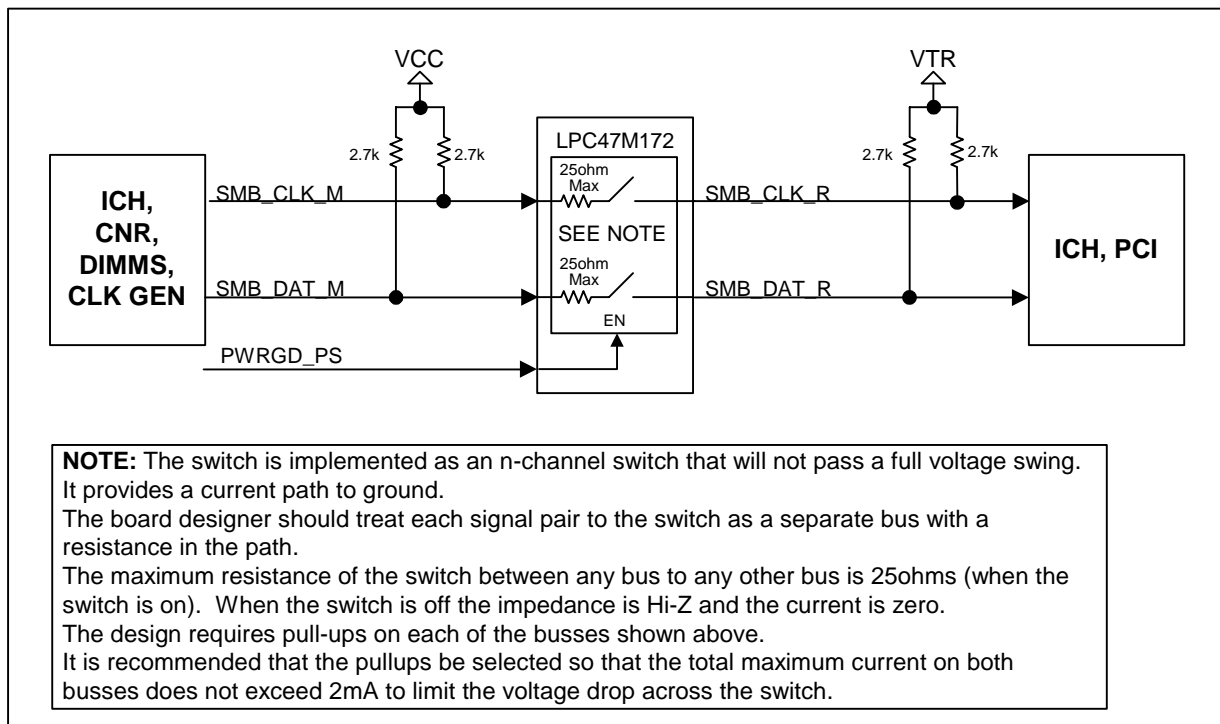 VCC
VTR
LPC47M172
2.7k
2.7k
2.7k
2.7k
25ohm
Max
ICH,
CNR,
DIMMS,
CLK GEN
SMB_CLK_M
SMB_CLK_R
SEE NOTE
ICH, PCI
25ohm
Max
SMB_DAT_M
SMB_DAT_R
EN
PWRGD_PS
NOTE: The switch is implemented as an n-channel switch that will not pass a full voltage swing.
It provides a current path to ground.
The board designer should treat each signal pair to the switch as a separate bus with a
resistance in the path.
The maximum resistance of the switch between any bus to any other bus is 25ohms (when the
switch is on). When the switch is off the impedance is Hi-Z and the current is zero.
The design requires pull-ups on each of the busses shown above.
It is recommended that the pullups be selected so that the total maximum current on both
busses does not exceed 2mA to limit the voltage drop across the switch.